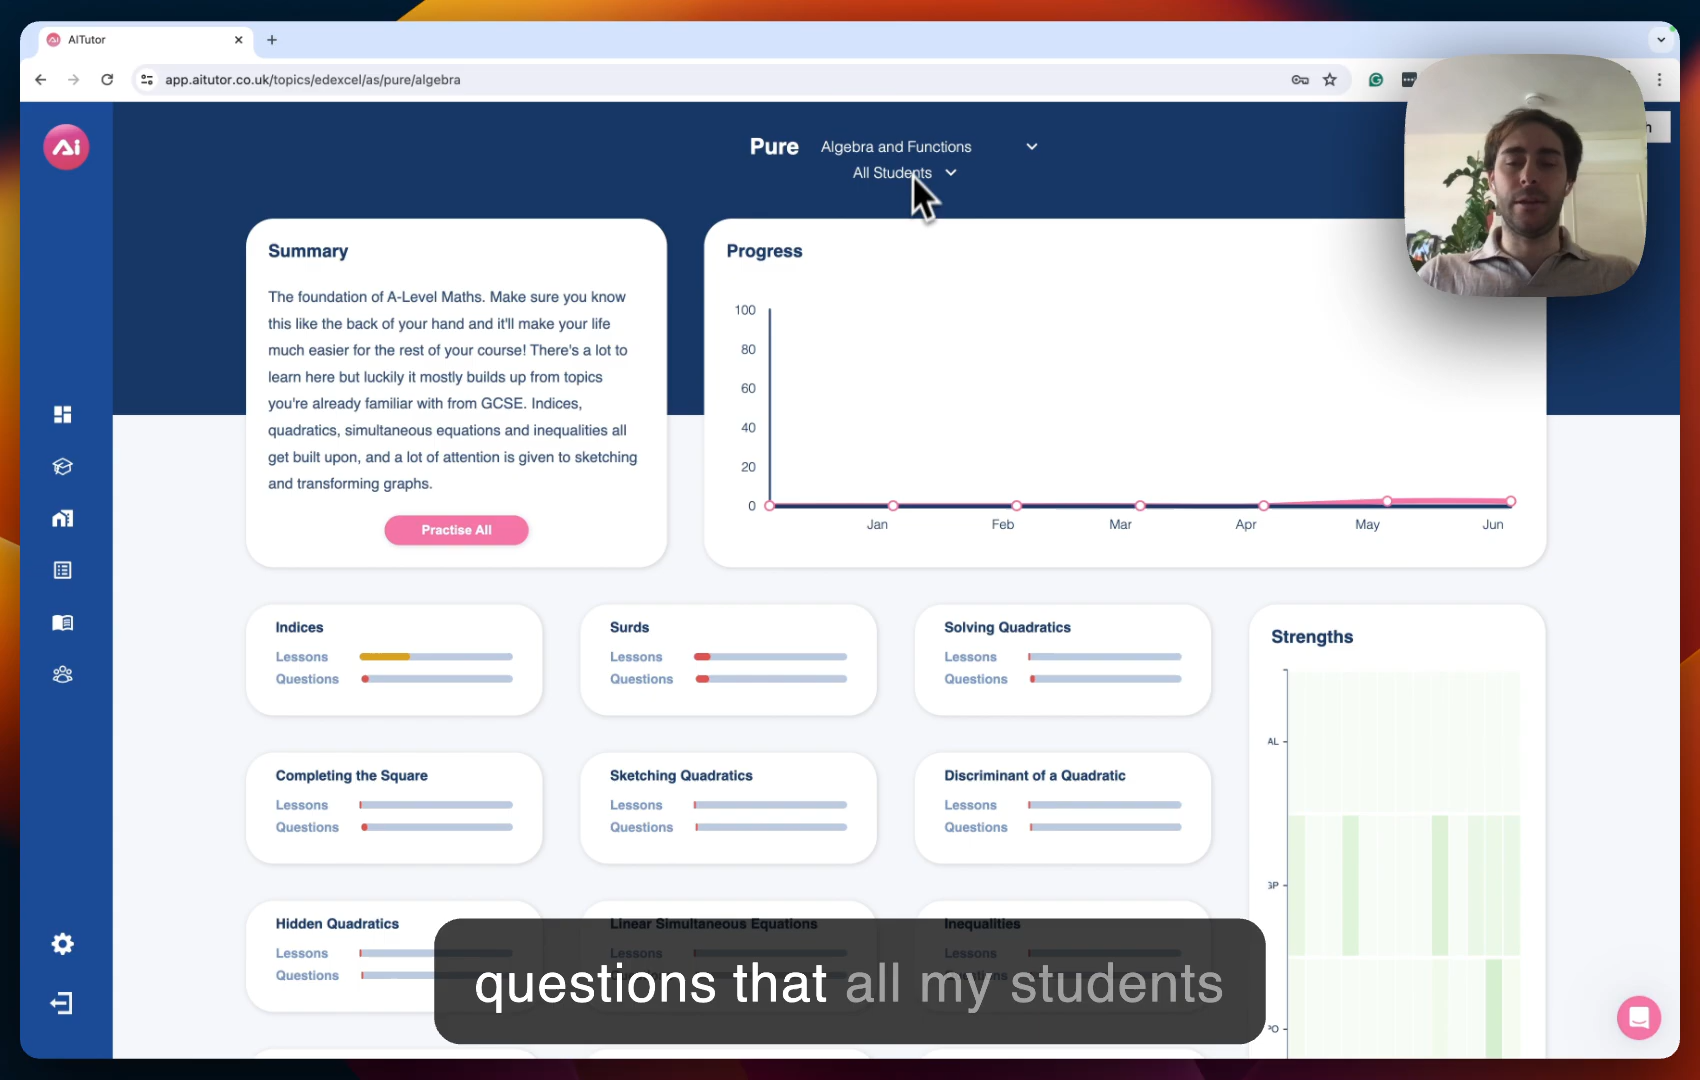 AITutor
app.aitutor.co.uk/topics/edexcel/as/pure/algebra
Ai
Pure Algebra and Functions
All Students
Summary
The foundation of A-Level Maths. Make sure you know
this like the back of your hand and it'll make your life
much easier for the rest of your course! There's a lot to
learn here but luckily it mostly builds up from topics
you're already familiar with from GCSE. Indices,
quadratics, simultaneous equations and inequalities all
get built upon, and a lot of attention is given to sketching
and transforming graphs.
Practise All
Progress
100
80
60
40
20
0
Jan Feb Mar Apr May Jun
Indices
Lessons
Questions
Surds
Lessons
Questions
Solving Quadratics
Lessons
Questions
Completing the Square
Lessons
Questions
Sketching Quadratics
Lessons
Questions
Discriminant of a Quadratic
Lessons
Questions
Hidden Quadratics
Lessons
Questions
Linear Simultaneous Equations
Lessons
Questions
Inequalities
Lessons
Questions
Strengths
AL
questions that all my students